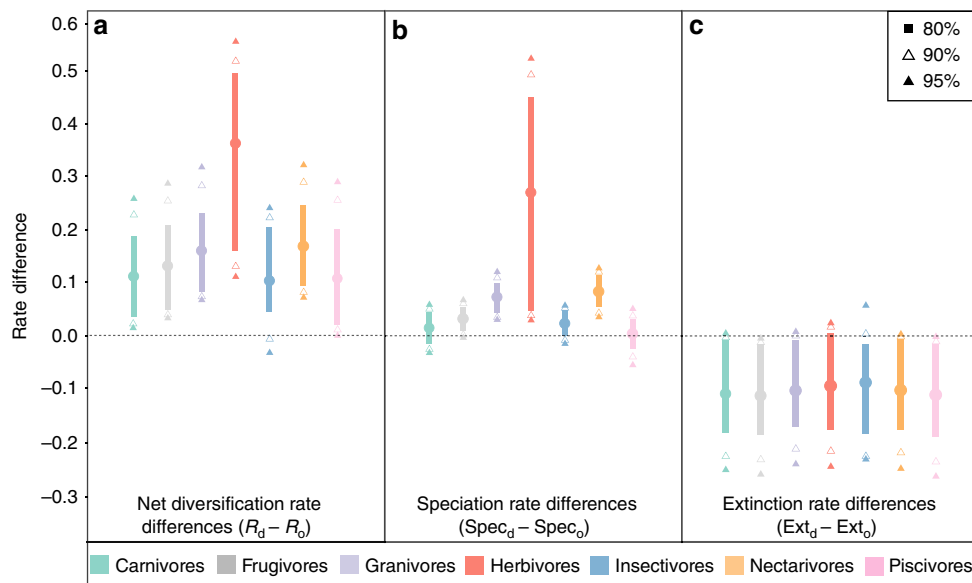 a
b
c
80%
90%
95%
0.6
0.5
0.4
0.3
0.2
0.1
0.0
–0.1
–0.2
–0.3
Rate difference
Net diversification rate
differences (Rd – Ro)
Speciation rate differences
(Specd – Speco)
Extinction rate differences
(Extd – Exto)
Carnivores Frugivores Granivores Herbivores Insectivores Nectarivores Piscivores